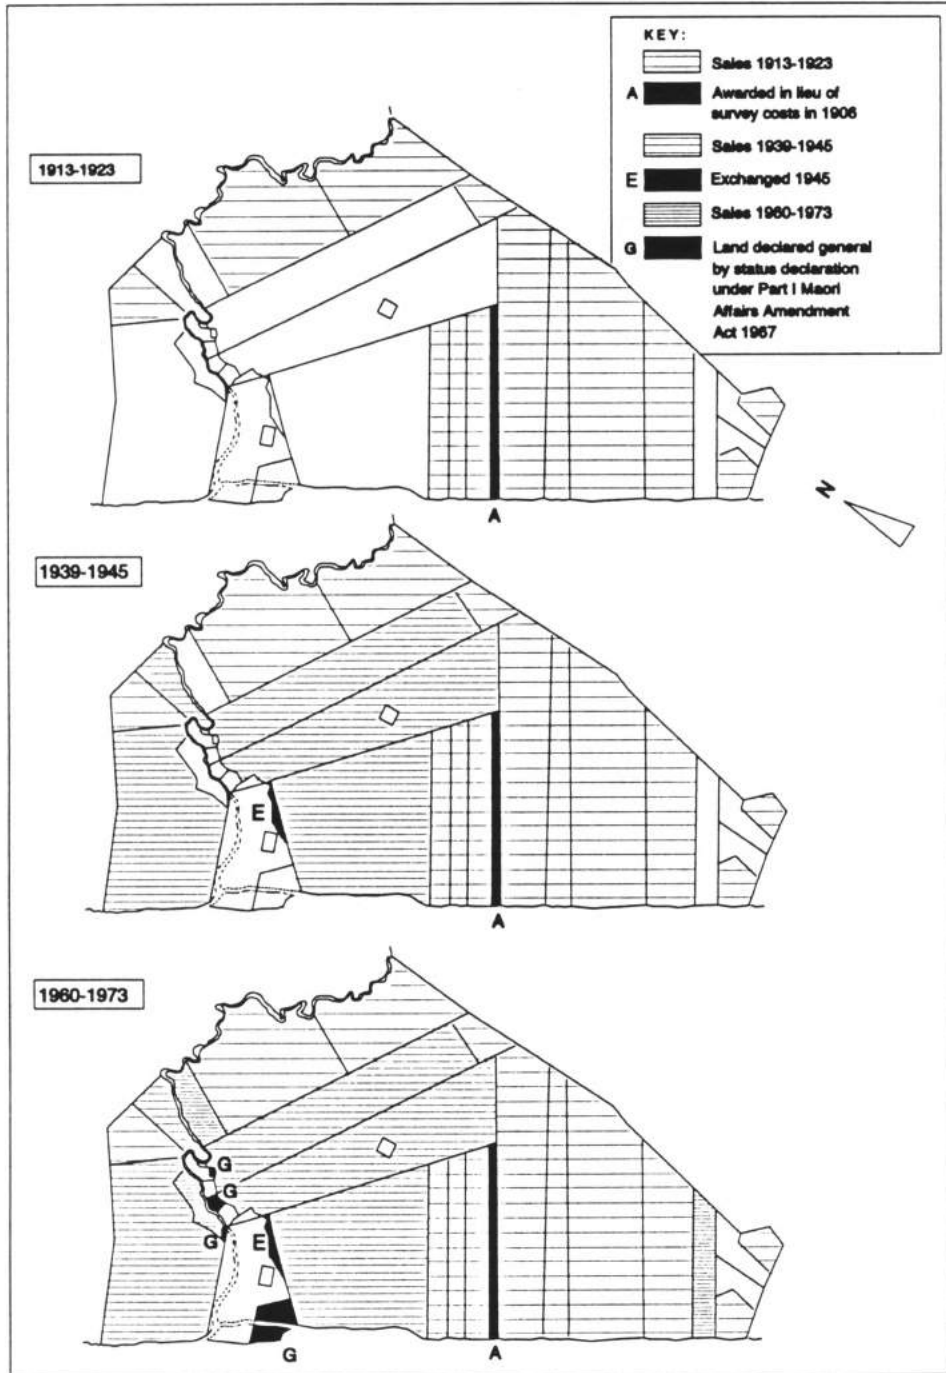 KEY:
Sales 1913-1923
A Awarded in lieu of
survey costs in 1906
Sales 1939-1945
E Exchanged 1945
Sales 1960-1973
G Land declared general
by status declaration
under Part I Maori
Affairs Amendment
Act 1967
1913-1923
N
A
1939-1945
E
A
1960-1973
G
G
G
E
G
A